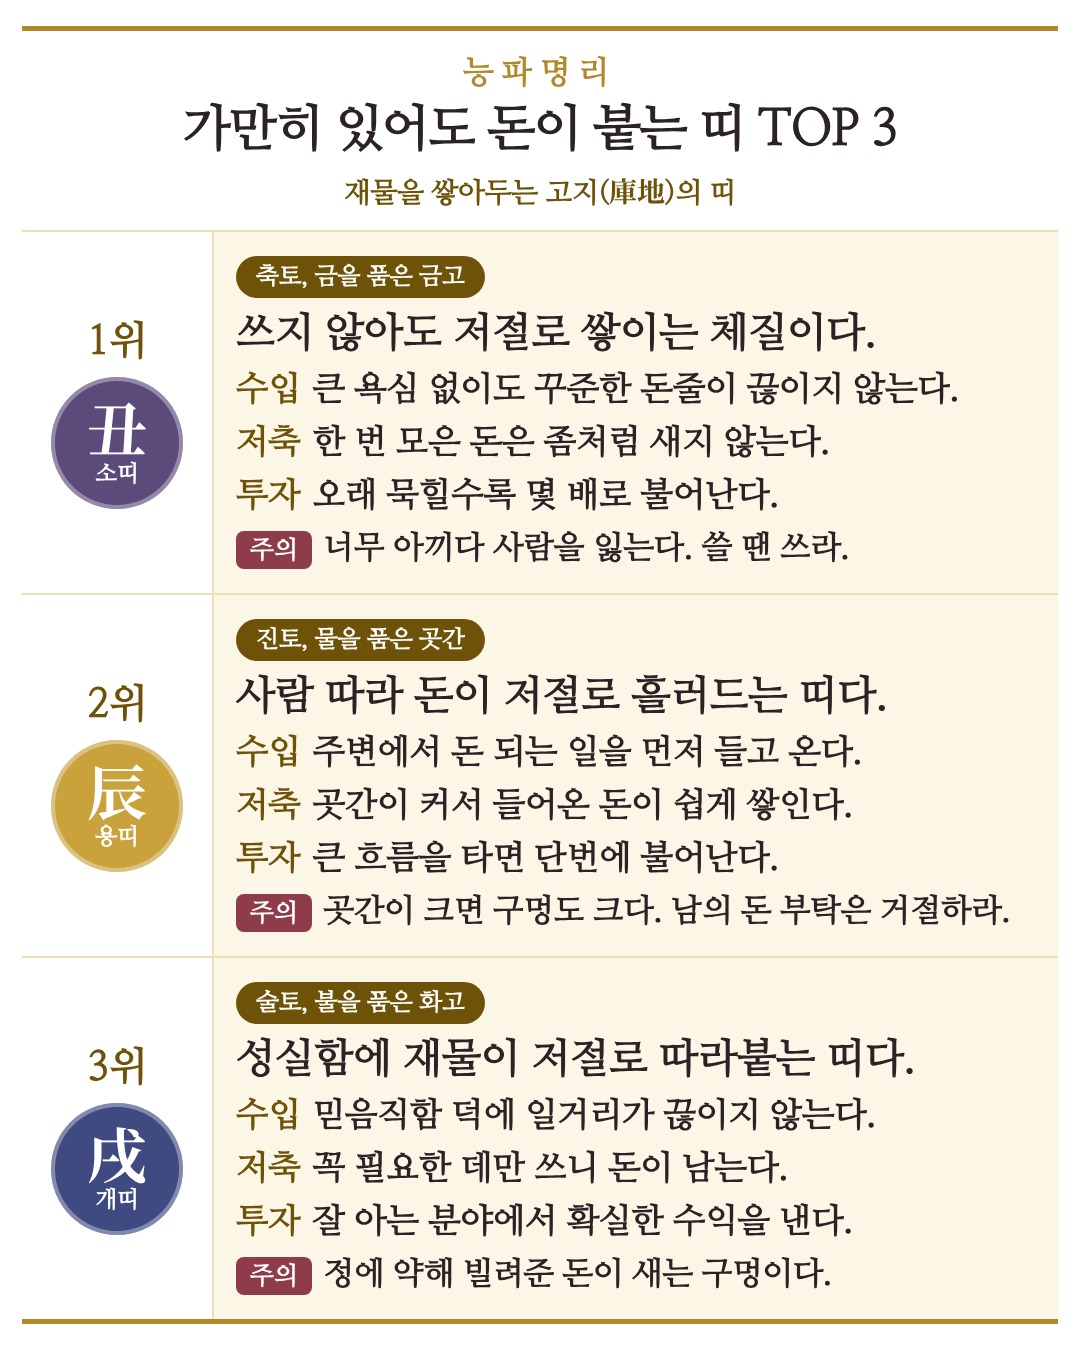 능파명리
가만히 있어도 돈이 붙는 띠 TOP 3
재물을 쌓아두는 고지(庫地)의 띠
1위
丑
소띠
축토, 금을 품은 금고
쓰지 않아도 저절로 쌓이는 체질이다.
수입 큰 욕심 없이도 꾸준한 돈줄이 끊이지 않는다.
저축 한 번 모은 돈은 좀처럼 새지 않는다.
투자 오래 묵힐수록 몇 배로 불어난다.
주의 너무 아끼다 사람을 잃는다. 쓸 땐 쓰라.
2위
辰
용띠
진토, 물을 품은 곳간
사람 따라 돈이 저절로 흘러드는 띠다.
수입 주변에서 돈 되는 일을 먼저 들고 온다.
저축 곳간이 커서 들어온 돈이 쉽게 쌓인다.
투자 큰 흐름을 타면 단번에 불어난다.
주의 곳간이 크면 구멍도 크다. 남의 돈 부탁은 거절하라.
3위
戌
개띠
술토, 불을 품은 화고
성실함에 재물이 저절로 따라붙는 띠다.
수입 믿음직함 덕에 일거리가 끊이지 않는다.
저축 꼭 필요한 데만 쓰니 돈이 남는다.
투자 잘 아는 분야에서 확실한 수익을 낸다.
주의 정에 약해 빌려준 돈이 새는 구멍이다.